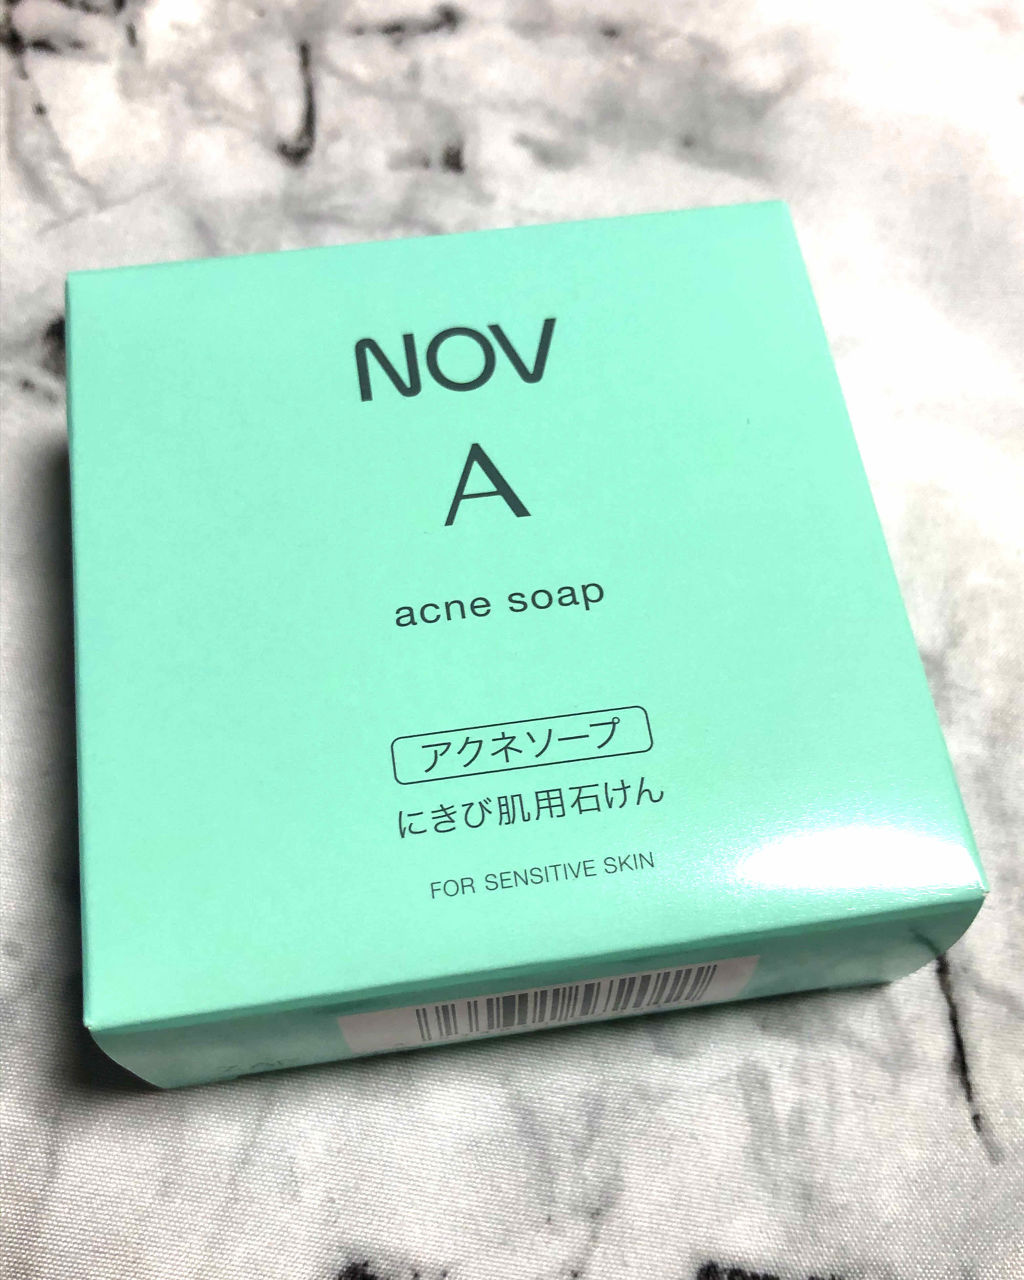 NOV
A
acne soap
アクネソープ
にきび肌用石けん
FOR SENSITIVE SKIN